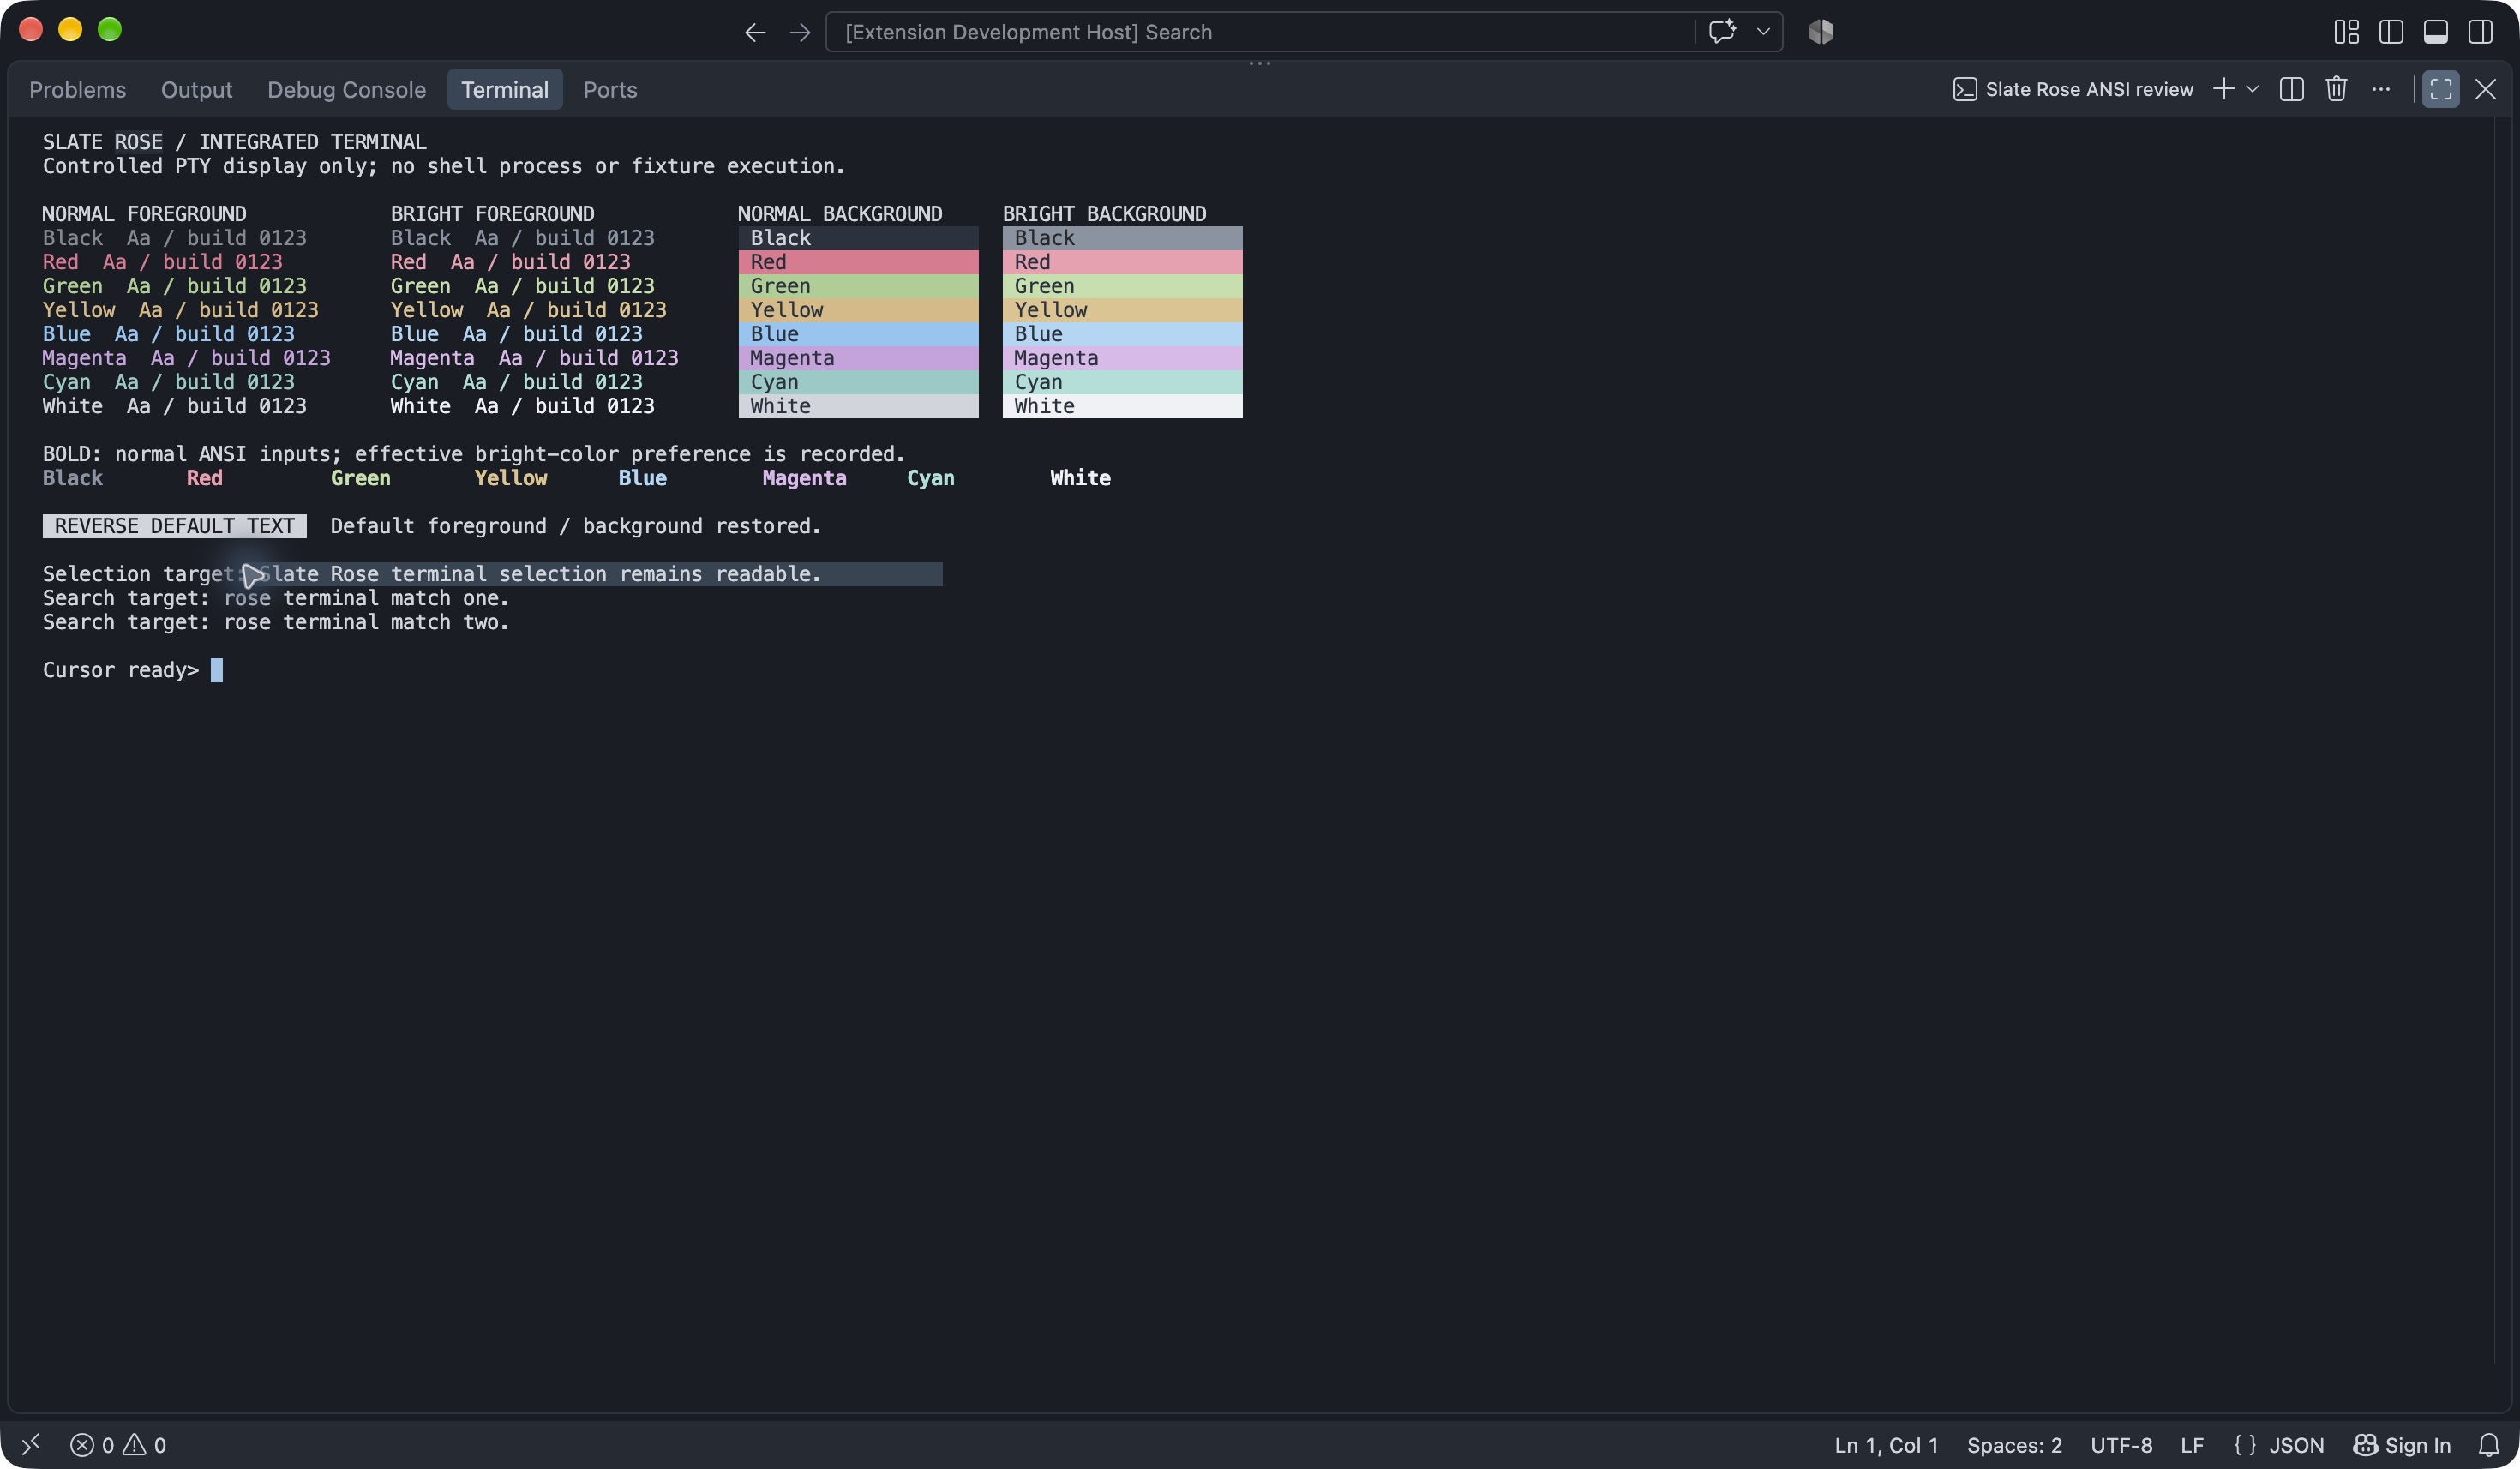 [Extension Development Host] Search
Problems Output Debug Console Terminal Ports Slate Rose ANSI review
SLATE ROSE / INTEGRATED TERMINAL
Controlled PTY display only; no shell process or fixture execution.
NORMAL FOREGROUND BRIGHT FOREGROUND NORMAL BACKGROUND BRIGHT BACKGROUND
Black Aa / build 0123 Black Aa / build 0123 Black Black
Red Aa / build 0123 Red Aa / build 0123 Red Red
Green Aa / build 0123 Green Aa / build 0123 Green Green
Yellow Aa / build 0123 Yellow Aa / build 0123 Yellow Yellow
Blue Aa / build 0123 Blue Aa / build 0123 Blue Blue
Magenta Aa / build 0123 Magenta Aa / build 0123 Magenta Magenta
Cyan Aa / build 0123 Cyan Aa / build 0123 Cyan Cyan
White Aa / build 0123 White Aa / build 0123 White White
BOLD: normal ANSI inputs; effective bright-color preference is recorded.
Black Red Green Yellow Blue Magenta Cyan White
REVERSE DEFAULT TEXT Default foreground / background restored.
Selection target: Slate Rose terminal selection remains readable.
Search target: rose terminal match one.
Search target: rose terminal match two.
Cursor ready>
0 0 Ln 1, Col 1 Spaces: 2 UTF-8 LF { } JSON Sign In